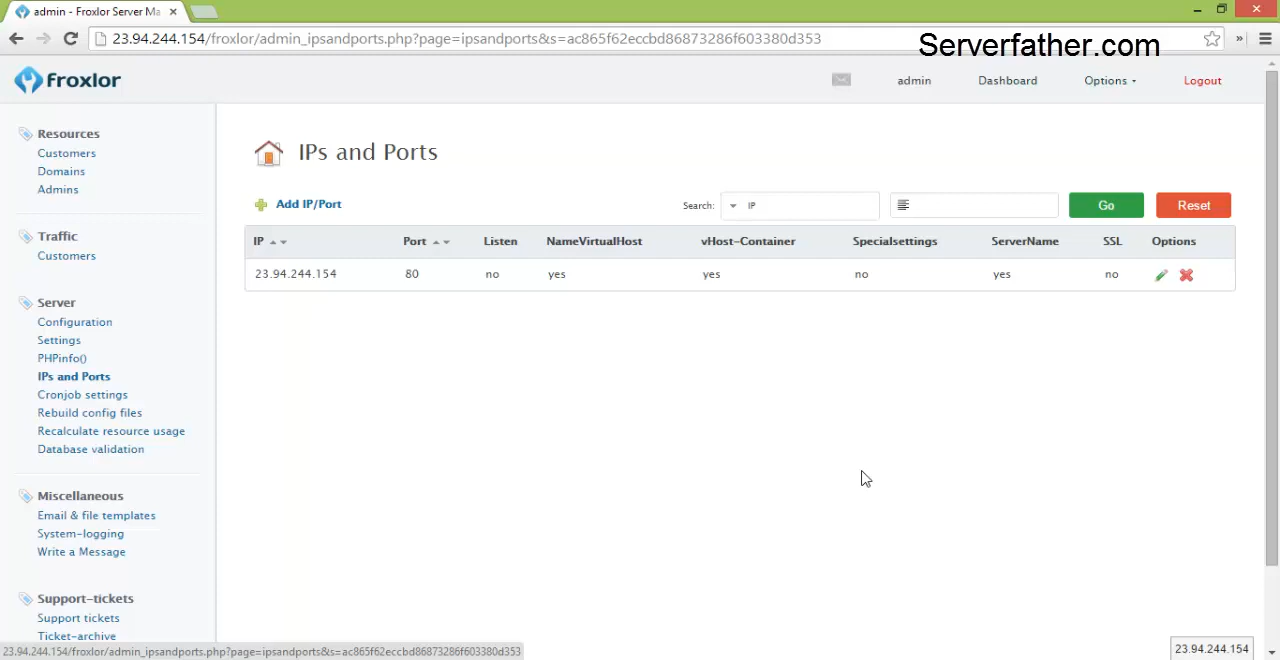 admin - Froxlor Server Ma
23.94.244.154/froxlor/admin_ipsandports.php?page=ipsandports&s=ac865f62eccbd86873286f603380d353
Serverfather.com
froxlor
admin
Dashboard
Options
Logout
Resources
Customers
Domains
Admins
Traffic
Customers
Server
Configuration
Settings
PHPinfo()
IPs and Ports
Cronjob settings
Rebuild config files
Recalculate resource usage
Database validation
Miscellaneous
Email & file templates
System-logging
Write a Message
Support-tickets
Support tickets
Ticket-archive
IPs and Ports
Add IP/Port
Search: IP
Go
Reset
IP Port Listen NameVirtualHost vHost-Container Specialsettings ServerName SSL Options
23.94.244.154 80 no yes yes no yes no
23.94.244.154/froxlor/admin_ipsandports.php?page=ipsandports&s=ac865f62eccbd86873286f603380d353
23.94.244.154